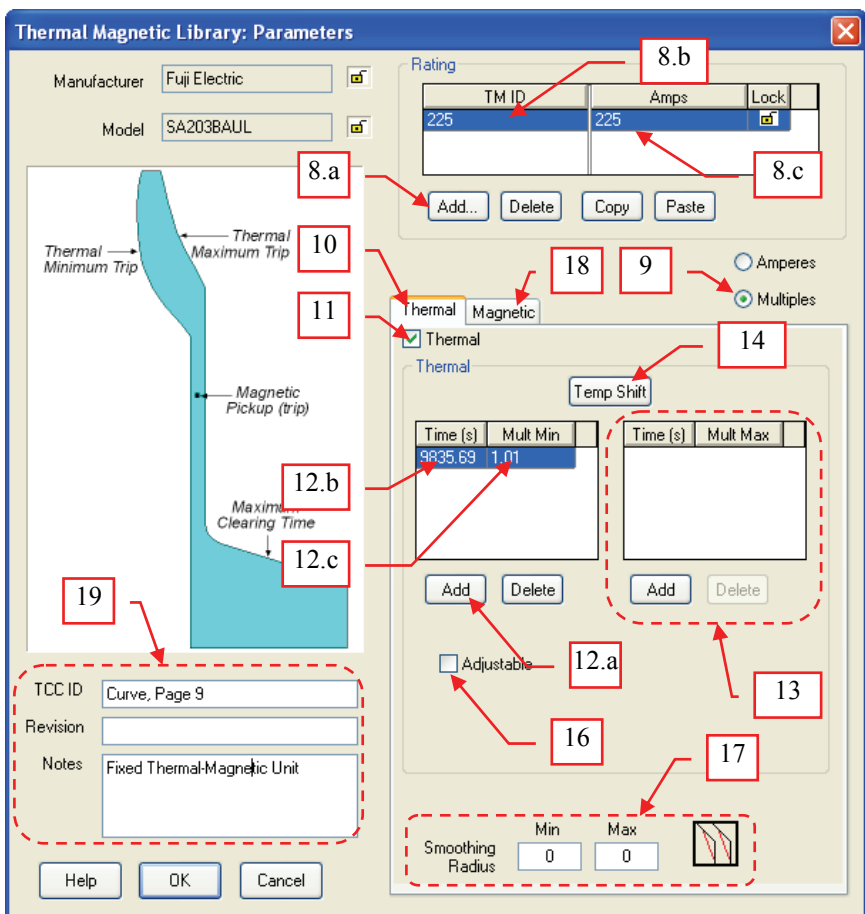 Thermal Magnetic Library: Parameters
Manufacturer Fuji Electric
Model SA203BAUL
Rating
8.b
TM ID Amps Lock
225 225
8.a
8.c
Add... Delete Copy Paste
Thermal
Minimum Trip
Thermal
Maximum Trip
Magnetic
Pickup (trip)
Maximum
Clearing Time
10
18
9
Amperes
Multiples
11
Thermal Magnetic
Thermal
14
Thermal
Temp Shift
Time (s) Mult Min
9835.69 1.01
Time (s) Mult Max
12.b
12.c
Add Delete
Add Delete
19
12.a
13
Adjustable
16
17
TCC ID Curve, Page 9
Revision
Notes Fixed Thermal-Magnetic Unit
Min Max
Smoothing
Radius
0 0
Help OK Cancel